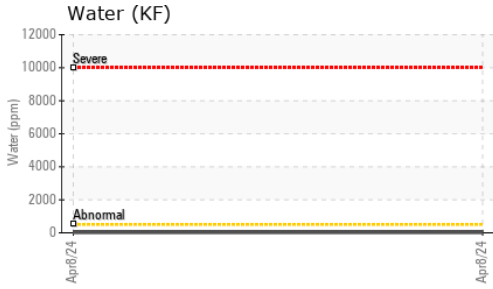 Water (KF)
12000
Severe
10000
8000
6000
4000
2000
Abnormal
0
Water (ppm)
Apr8/24
Apr8/24